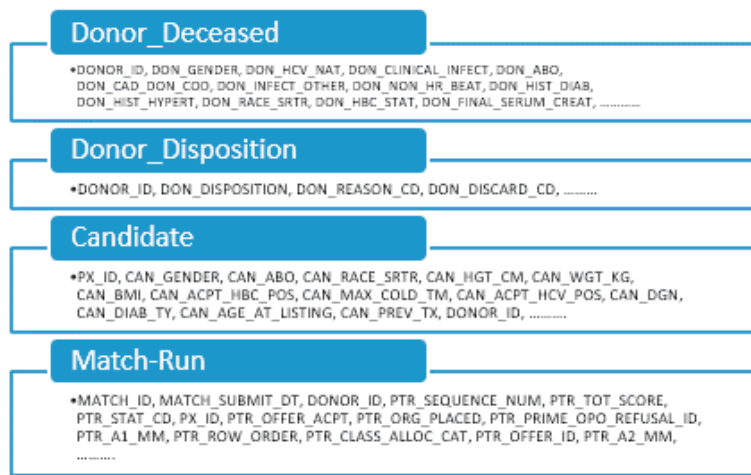 Donor_Deceased
•DONOR_ID, DON_GENDER, DON_HCV_NAT, DON_CLINICAL_INFECT, DON_ABO,
DON_CAD_DON_COD, DON_INFECT_OTHER, DON_NON_HR_BEAT, DON_HIST_DIAB,
DON_HIST_HYPERT, DON_RACE_SRTR, DON_HBC_STAT, DON_FINAL_SERUM_CREAT, ............
Donor_Disposition
•DONOR_ID, DON_DISPOSITION, DON_REASON_CD, DON_DISCARD_CD, .........
Candidate
•PX_ID, CAN_GENDER, CAN_ABO, CAN_RACE_SRTR, CAN_HGT_CM, CAN_WGT_KG,
CAN_BMI, CAN_ACPT_HBC_POS, CAN_MAX_COLD_TM, CAN_ACPT_HCV_POS, CAN_DGN,
CAN_DIAB_TY, CAN_AGE_AT_LISTING, CAN_PREV_TX, DONOR_ID, ..........
Match-Run
•MATCH_ID, MATCH_SUBMIT_DT, DONOR_ID, PTR_SEQUENCE_NUM, PTR_TOT_SCORE,
PTR_STAT_CD, PX_ID, PTR_OFFER_ACPT, PTR_ORG_PLACED, PTR_PRIME_OPO_REFUSAL_ID,
PTR_A1_MM, PTR_ROW_ORDER, PTR_CLASS_ALLOC_CAT, PTR_OFFER_ID, PTR_A2_MM,
..........